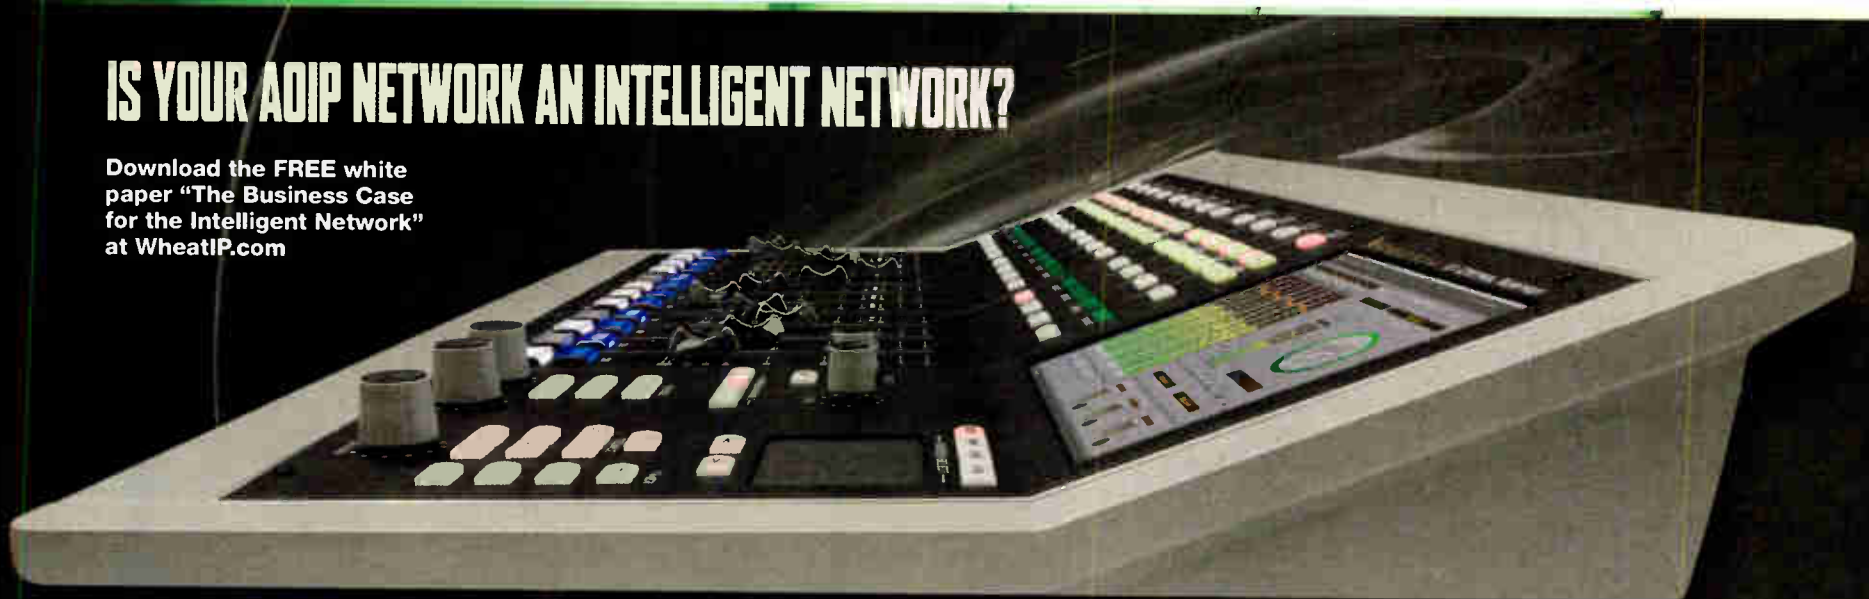 IS YOUR AOIP NETWORK AN INTELLIGENT NETWORK?
Download the FREE white
paper “The Business Case
for the Intelligent Network”
at WheatIP.com